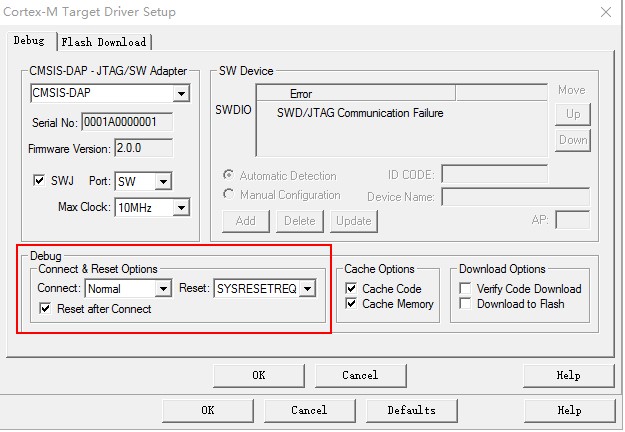 Cortex-M Target Driver Setup
Debug Flash Download
CMSIS-DAP - JTAG/SW Adapter
CMSIS-DAP
Serial No: 0001A0000001
Firmware Version: 2.0.0
SWJ Port: SW
Max Clock: 10MHz
SW Device
Error
SWDIO SWD/JTAG Communication Failure
Move
Up
Down
Automatic Detection
Manual Configuration
ID CODE:
Device Name:
Add Delete Update
AP:
Debug
Connect & Reset Options
Connect: Normal Reset: SYSRESETREQ
Reset after Connect
Cache Options
Cache Code
Cache Memory
Download Options
Verify Code Download
Download to Flash
OK Cancel Help
OK Cancel Defaults Help